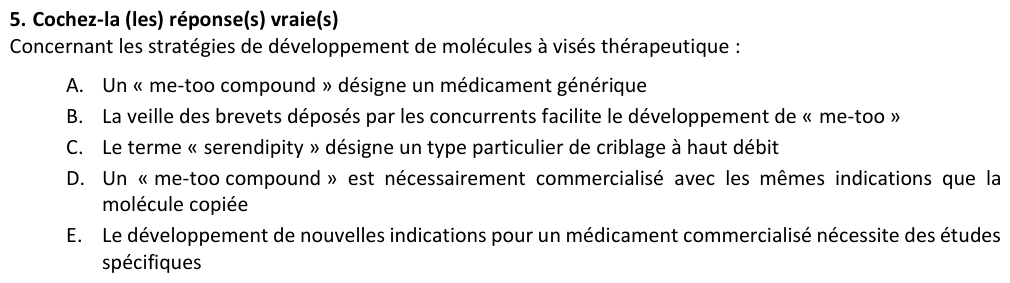 5. Cochez-la (les) réponse(s) vraie(s)
Concernant les stratégies de développement de molécules à visés thérapeutique :
A. Un « me-too compound » désigne un médicament générique
B. La veille des brevets déposés par les concurrents facilite le développement de « me-too »
C. Le terme « serendipity » désigne un type particulier de criblage à haut débit
D. Un « me-too compound » est nécessairement commercialisé avec les mêmes indications que la
molécule copiée
E. Le développement de nouvelles indications pour un médicament commercialisé nécessite des études
spécifiques